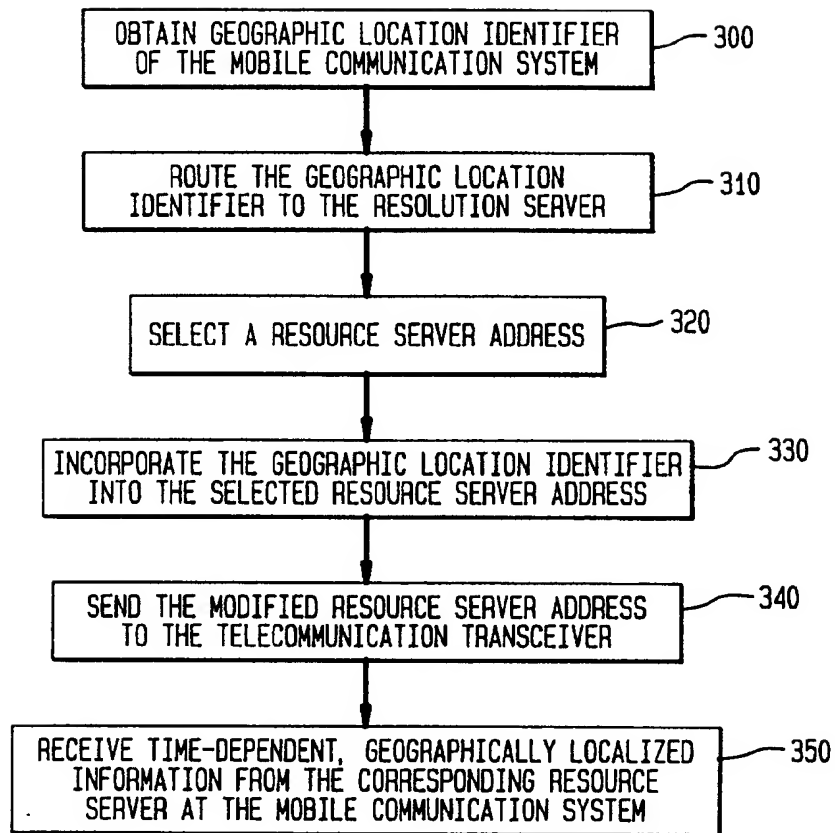 OBTAIN GEOGRAPHIC LOCATION IDENTIFIER
OF THE MOBILE COMMUNICATION SYSTEM
300
ROUTE THE GEOGRAPHIC LOCATION
IDENTIFIER TO THE RESOLUTION SERVER
310
SELECT A RESOURCE SERVER ADDRESS
320
INCORPORATE THE GEOGRAPHIC LOCATION IDENTIFIER
INTO THE SELECTED RESOURCE SERVER ADDRESS
330
SEND THE MODIFIED RESOURCE SERVER ADDRESS
TO THE TELECOMMUNICATION TRANSCEIVER
340
RECEIVE TIME-DEPENDENT, GEOGRAPHICALLY LOCALIZED
INFORMATION FROM THE CORRESPONDING RESOURCE
SERVER AT THE MOBILE COMMUNICATION SYSTEM
350